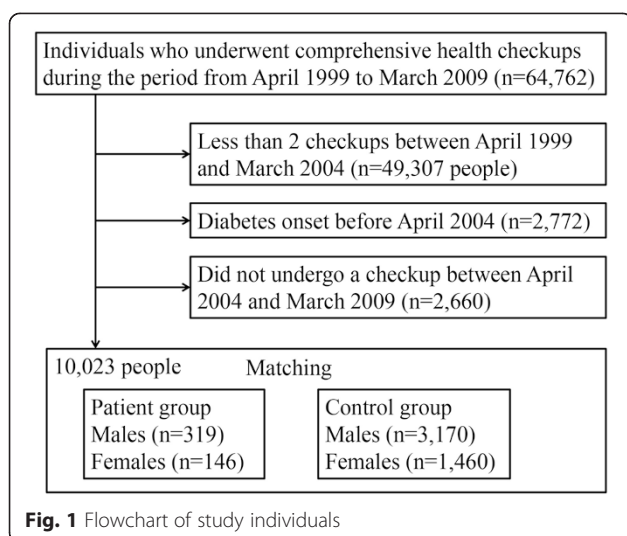 Individuals who underwent comprehensive health checkups
during the period from April 1999 to March 2009 (n=64,762)
Less than 2 checkups between April 1999
and March 2004 (n=49,307 people)
Diabetes onset before April 2004 (n=2,772)
Did not undergo a checkup between April
2004 and March 2009 (n=2,660)
10,023 people Matching
Patient group
Males (n=319)
Females (n=146)
Control group
Males (n=3,170)
Females (n=1,460)
Fig. 1 Flowchart of study individuals